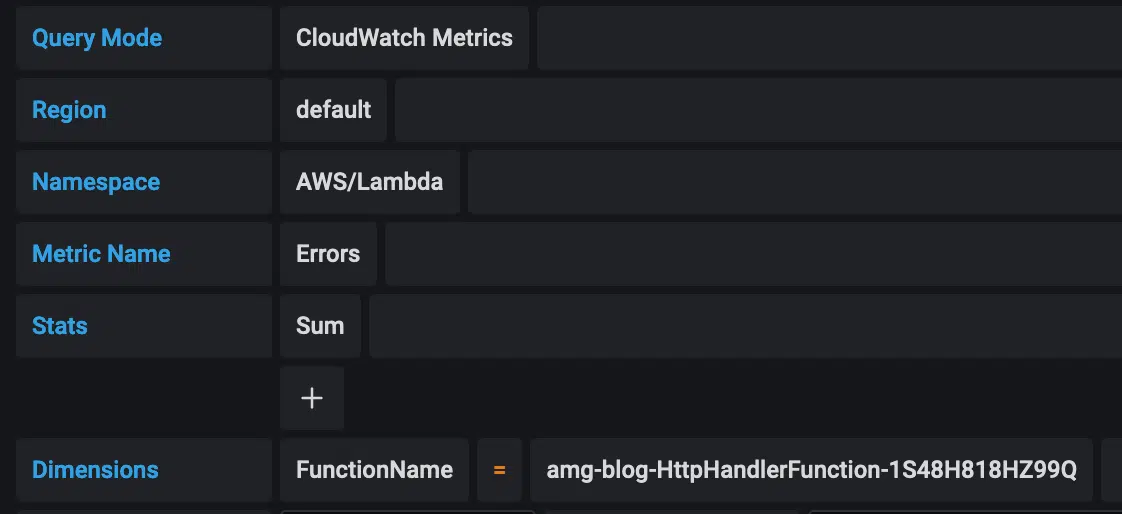 Query Mode CloudWatch Metrics
Region default
Namespace AWS/Lambda
Metric Name Errors
Stats Sum
+
Dimensions FunctionName = amg-blog-HttpHandlerFunction-1S48H818HZ99Q